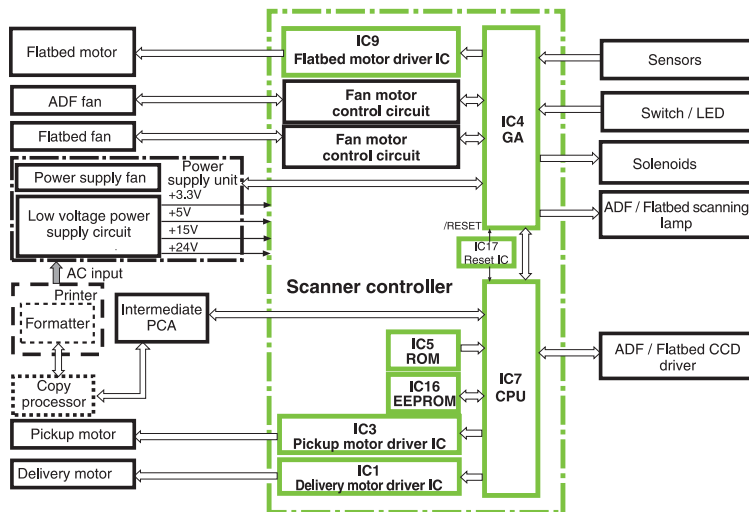 Flatbed motor
ADF fan
Flatbed fan
Power supply fan
Power
supply unit
Low voltage power
supply circuit
+3.3V
+5V
+15V
+24V
AC input
Printer
Formatter
Intermediate
PCA
Copy
processor
Pickup motor
Delivery motor
IC9
Flatbed motor driver IC
Fan motor
control circuit
Fan motor
control circuit
IC4
GA
/RESET
IC17
Reset IC
Scanner controller
IC5
ROM
IC16
EEPROM
IC7
CPU
IC3
Pickup motor driver IC
IC1
Delivery motor driver IC
Sensors
Switch / LED
Solenoids
ADF / Flatbed scanning
lamp
ADF / Flatbed CCD
driver